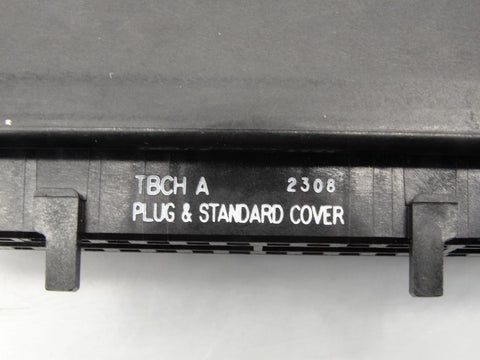 TBCH A 2308
PLUG & STANDARD COVER